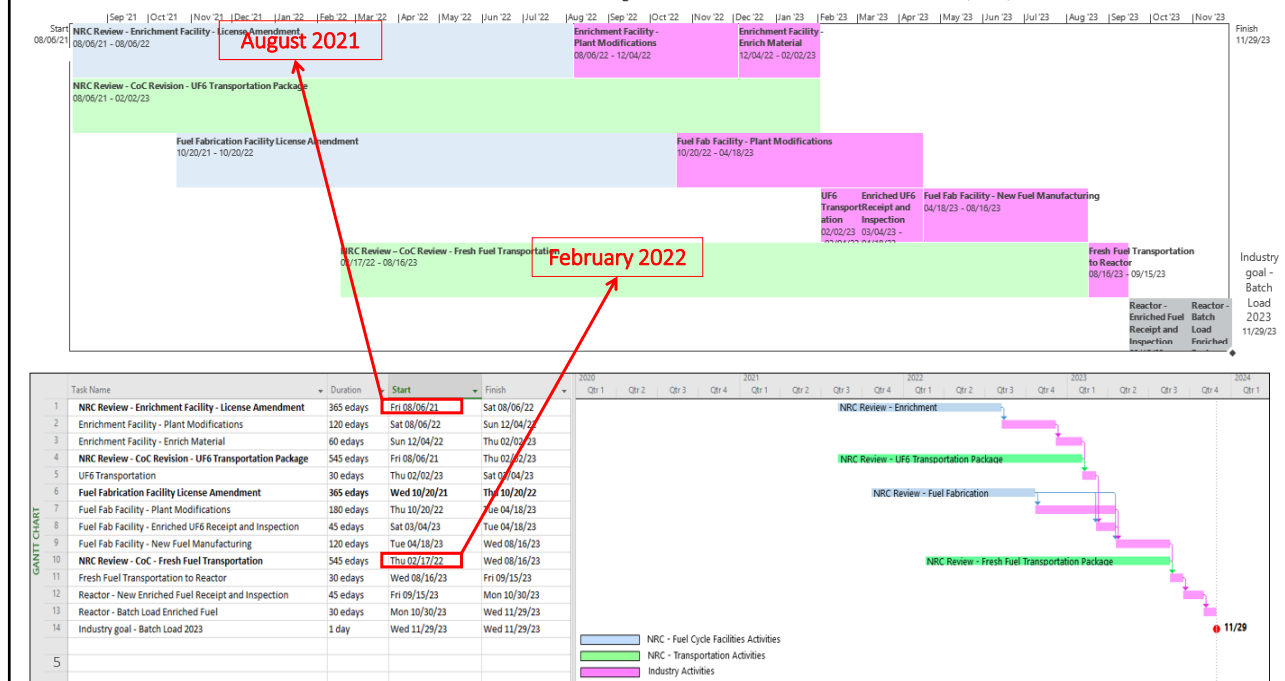 Sep '21 Oct '21 Nov '21 Dec '21 Jan '22 Feb '22 Mar '22 Apr '22 May '22 Jun '22 Jul '22 Aug '22 Sep '22 Oct '22 Nov '22 Dec '22 Jan '23 Feb '23 Mar '23 Apr '23 May '23 Jun '23 Jul '23 Aug '23 Sep '23 Oct '23 Nov '23
Start
08/06/21
NRC Review - Enrichment Facility - License Amendment
08/06/21 - 08/06/22
August 2021
Enrichment Facility -
Plant Modifications
08/06/22 - 12/04/22
Enrichment Facility -
Enrich Material
12/04/22 - 02/02/23
Finish
11/29/23
NRC Review - CoC Revision - UF6 Transportation Package
08/06/21 - 02/02/23
Fuel Fabrication Facility License Amendment
10/20/21 - 10/20/22
Fuel Fab Facility - Plant Modifications
10/20/22 - 04/18/23
UF6
Transport
ation
02/02/23
Enriched UF6
Receipt and
Inspection
03/04/23 -
Fuel Fab Facility - New Fuel Manufacturing
04/18/23 - 08/16/23
NRC Review – CoC Review - Fresh Fuel Transportation
02/17/22 - 08/16/23
February 2022
Fresh Fuel Transportation
to Reactor
08/16/23 - 09/15/23
Industry
goal -
Batch
Load
2023
11/29/23
Reactor -
Enriched Fuel
Receipt and
Inspection
Reactor -
Batch
Load
Enriched
2020 2021 2022 2023 2024
Task Name Duration Start Finish Qtr 1 Qtr 2 Qtr 3 Qtr 4 Qtr 1 Qtr 2 Qtr 3 Qtr 4 Qtr 1 Qtr 2 Qtr 3 Qtr 4 Qtr 1 Qtr 2 Qtr 3 Qtr 4 Qtr 1
1 NRC Review - Enrichment Facility - License Amendment 365 edays Fri 08/06/21 Sat 08/06/22 NRC Review - Enrichment
2 Enrichment Facility - Plant Modifications 120 edays Sat 08/06/22 Sun 12/04/22
3 Enrichment Facility - Enrich Material 60 edays Sun 12/04/22 Thu 02/02/23
4 NRC Review - CoC Revision - UF6 Transportation Package 545 edays Fri 08/06/21 Thu 02/02/23 NRC Review - UF6 Transportation Package
5 UF6 Transportation 30 edays Thu 02/02/23 Sat 03/04/23
6 Fuel Fabrication Facility License Amendment 365 edays Wed 10/20/21 Thu 10/20/22 NRC Review - Fuel Fabrication
7 Fuel Fab Facility - Plant Modifications 180 edays Thu 10/20/22 Tue 04/18/23
8 Fuel Fab Facility - Enriched UF6 Receipt and Inspection 45 edays Sat 03/04/23 Tue 04/18/23
9 Fuel Fab Facility - New Fuel Manufacturing 120 edays Tue 04/18/23 Wed 08/16/23
10 NRC Review - CoC - Fresh Fuel Transportation 545 edays Thu 02/17/22 Wed 08/16/23 NRC Review - Fresh Fuel Transportation Package
11 Fresh Fuel Transportation to Reactor 30 edays Wed 08/16/23 Fri 09/15/23
12 Reactor - New Enriched Fuel Receipt and Inspection 45 edays Fri 09/15/23 Mon 10/30/23
13 Reactor - Batch Load Enriched Fuel 30 edays Mon 10/30/23 Wed 11/29/23
14 Industry goal - Batch Load 2023 1 day Wed 11/29/23 Wed 11/29/23 11/29
GANTT CHART
NRC - Fuel Cycle Facilities Activities
NRC - Transportation Activities
Industry Activities
5